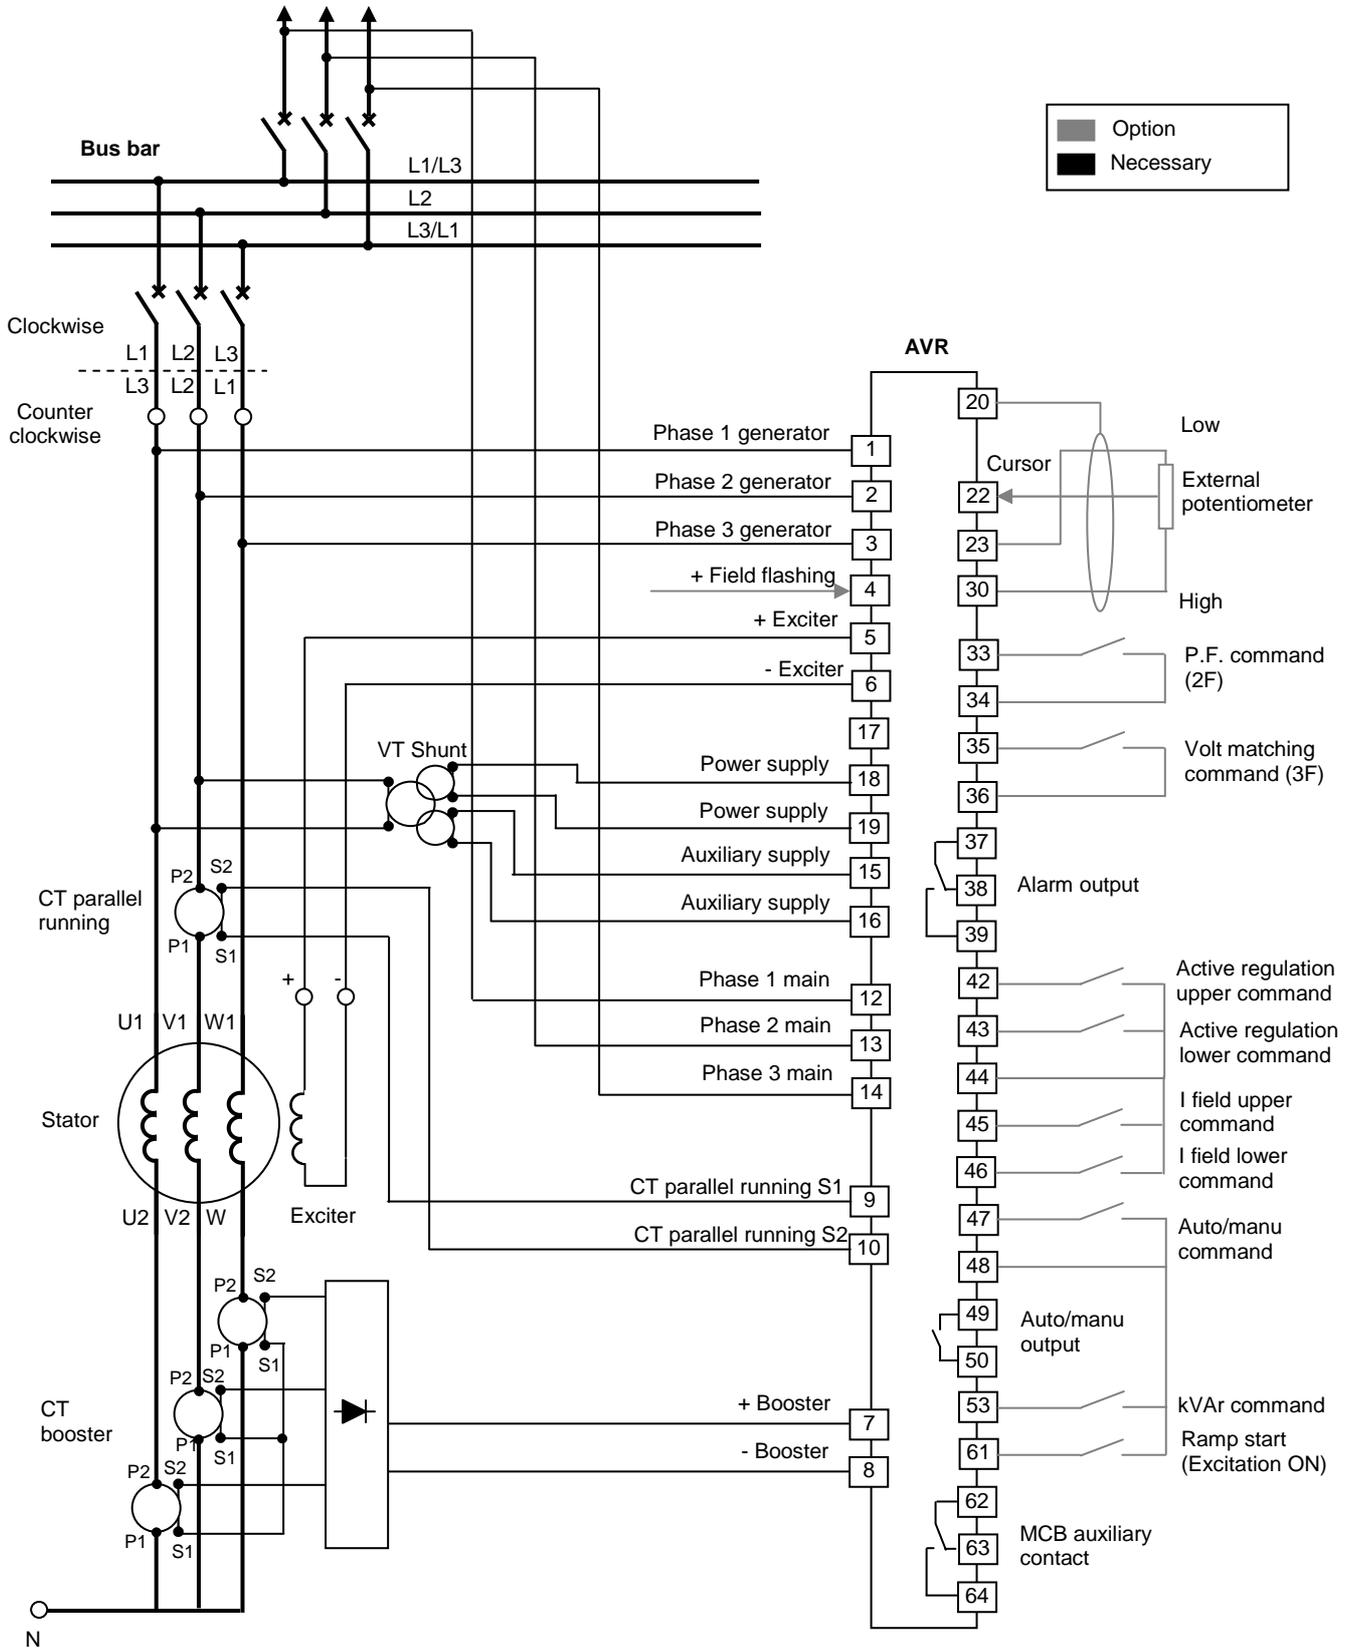 Option
Necessary
Bus bar
L1/L3
L2
L3/L1
Clockwise
L1 L2 L3
L3 L2 L1
Counter
clockwise
AVR
20
Low
Phase 1 generator
1
Cursor
External
potentiometer
Phase 2 generator
2
22
Phase 3 generator
3
23
+ Field flashing
4
30
High
+ Exciter
5
33
P.F. command
(2F)
- Exciter
6
34
17
35
Volt matching
command (3F)
VT Shunt
Power supply
18
36
Power supply
19
37
Auxiliary supply
15
38
Alarm output
P2 S2
CT parallel
running
P1 S1
Auxiliary supply
16
39
+ -
Phase 1 main
12
42
Active regulation
upper command
U1 V1 W1
Phase 2 main
13
43
Active regulation
lower command
44
Phase 3 main
14
Stator
45
I field upper
command
46
I field lower
command
CT parallel running S1
9
U2 V2 W
Exciter
47
Auto/manu
command
CT parallel running S2
10
48
P2 S2
P1 S1
49
Auto/manu
output
50
P2 S2
P1 S1
CT
booster
+ Booster
7
53
kVAr command
- Booster
8
61
Ramp start
(Excitation ON)
P2 S2
P1 S1
62
MCB auxiliary
contact
63
64
N